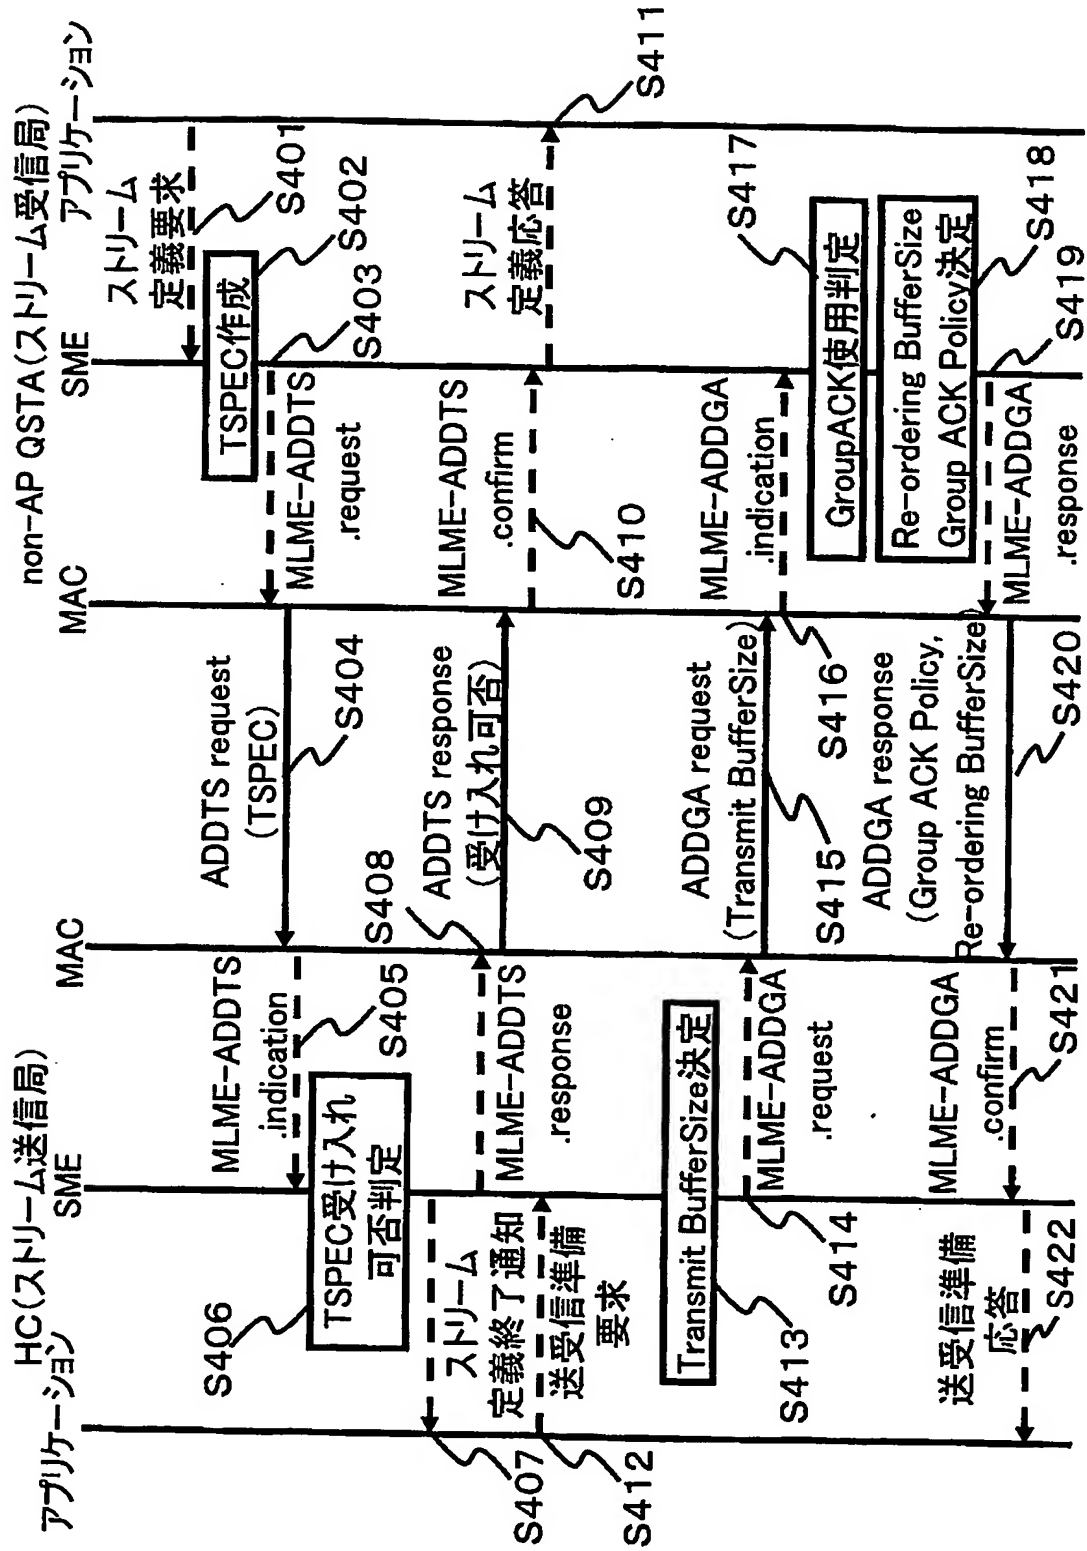 HC(ストリーム送信局)
non-AP QSTA(ストリーム受信局)
アプリケーション
SME
MAC
MAC
SME
アプリケーション
ストリーム
定義要求
S401
TSPEC作成
S402
S403
MLME-ADDTS
.request
ADDTS request
(TSPEC)
S404
MLME-ADDTS
.indication
S405
S406
TSPEC受け入れ
可否判定
ストリーム
定義終了通知
S407
S408
MLME-ADDTS
.response
ADDTS response
(受け入れ可否)
S409
MLME-ADDTS
.confirm
S410
ストリーム
定義応答
S411
送受信準備
要求
S412
Transmit BufferSize決定
S413
S414
MLME-ADDGA
.request
ADDGA request
(Transmit BufferSize)
S415
MLME-ADDGA
.indication
S416
GroupACK使用判定
S417
Re-ordering BufferSize
Group ACK Policy決定
S418
S419
MLME-ADDGA
.response
ADDGA response
(Group ACK Policy,
Re-ordering BufferSize)
S420
MLME-ADDGA
.confirm
S421
送受信準備
応答
S422